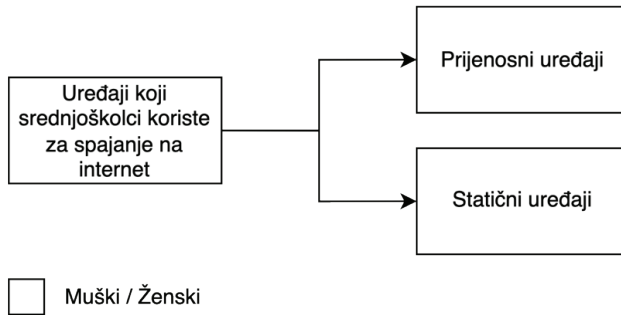 Uređaji koji
srednjoškolci koriste
za spajanje na
internet
Prijenosni uređaji
Statični uređaji
Muški / Ženski